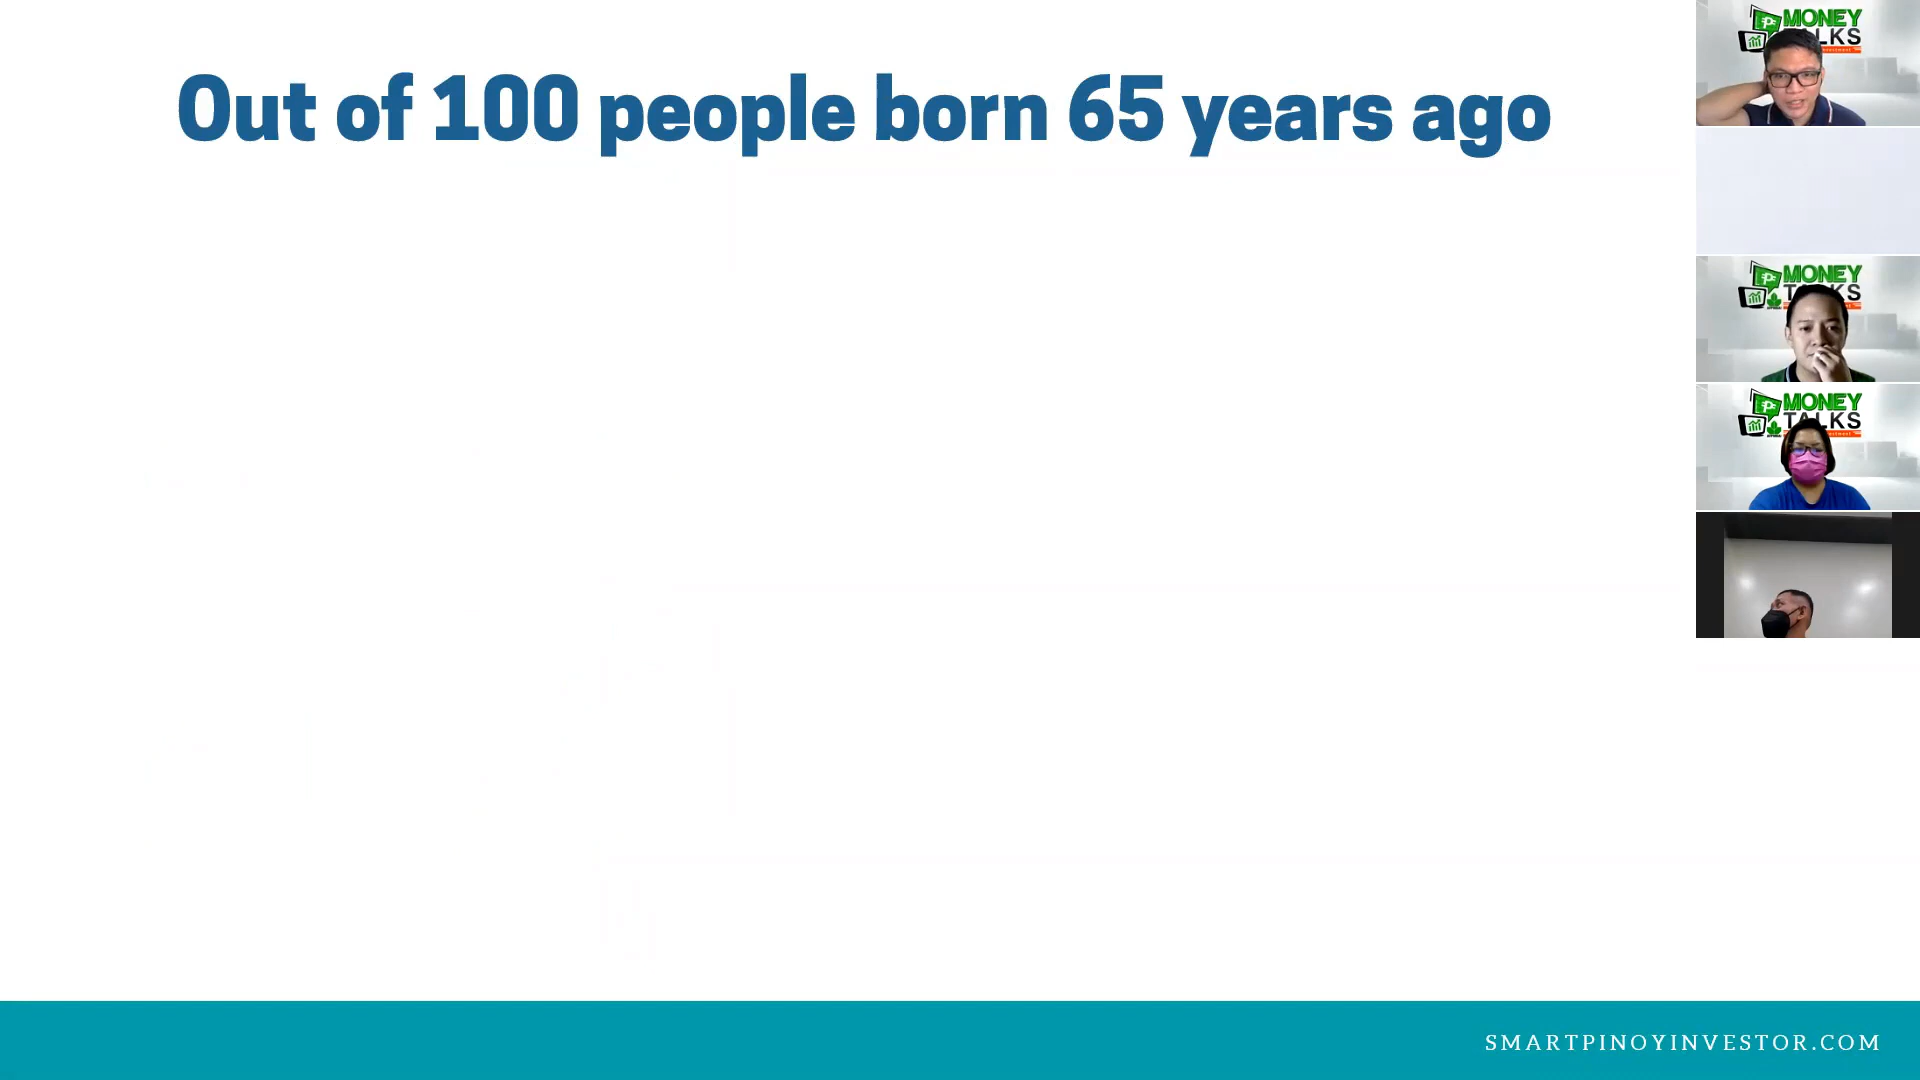 Out of 100 people born 65 years ago
MONEY
TALKS
MONEY
TALKS
MONEY
TALKS
SMARTPINOYINVESTOR.COM